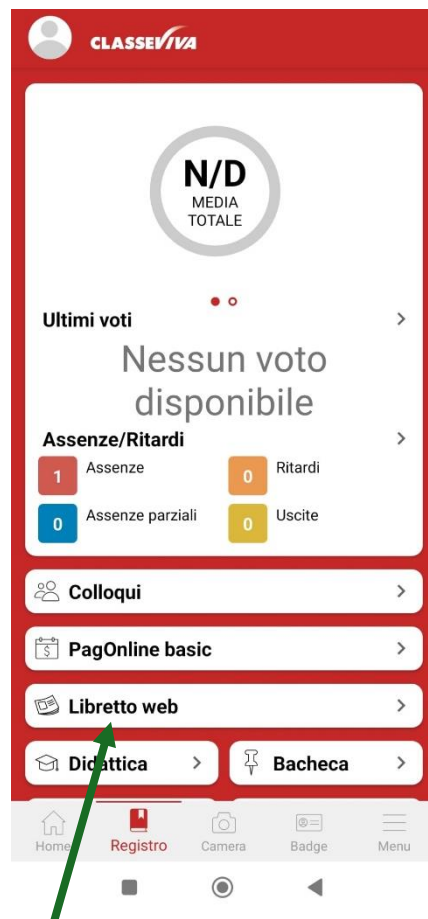 CLASSEVIVA
N/D
MEDIA
TOTALE
Ultimi voti
Nessun voto
disponibile
Assenze/Ritardi
1 Assenze 0 Ritardi
0 Assenze parziali 0 Uscite
Colloqui
PagOnline basic
Libretto web
Didattica Bacheca
Home Registro Camera Badge Menu